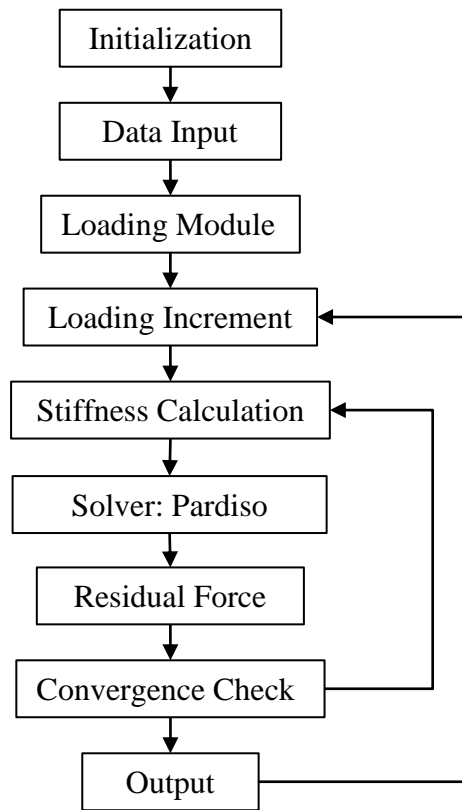 Initialization
Data Input
Loading Module
Loading Increment
Stiffness Calculation
Solver: Pardiso
Residual Force
Convergence Check
Output